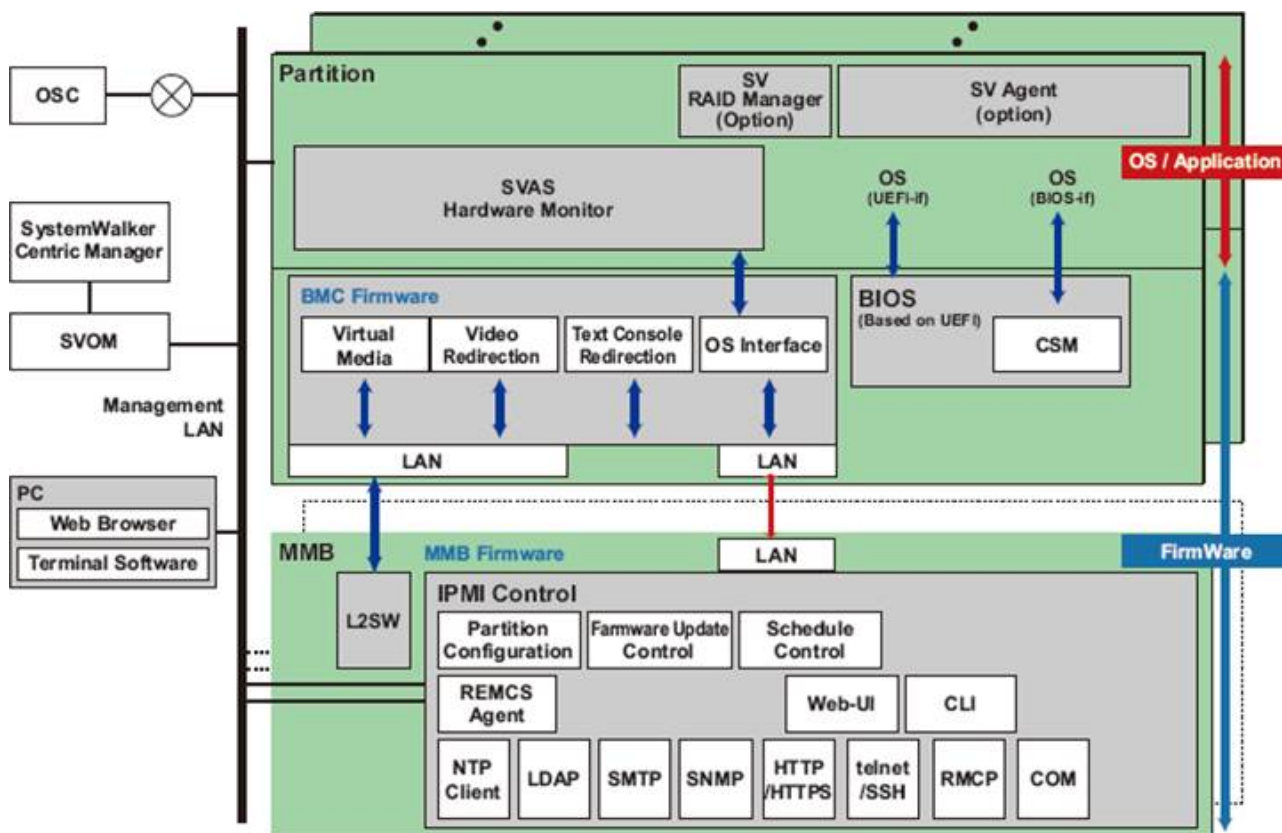 OSC
SystemWalker
Centric Manager
SVOM
Management
LAN
PC
Web Browser
Terminal Software
Partition
SV
RAID Manager
(Option)
SV Agent
(option)
OS / Application
SVAS
Hardware Monitor
OS
(UEFI-if)
OS
(BIOS-if)
BMC Firmware
Virtual
Media
Video
Redirection
Text Console
Redirection
OS Interface
BIOS
(Based on UEFI)
CSM
LAN
LAN
MMB
MMB Firmware
LAN
FirmWare
L2SW
IPMI Control
Partition
Configuration
Farmware Update
Control
Schedule
Control
REMCS
Agent
Web-UI
CLI
NTP
Client
LDAP
SMTP
SNMP
HTTP
/HTTPS
telnet
/SSH
RMCP
COM